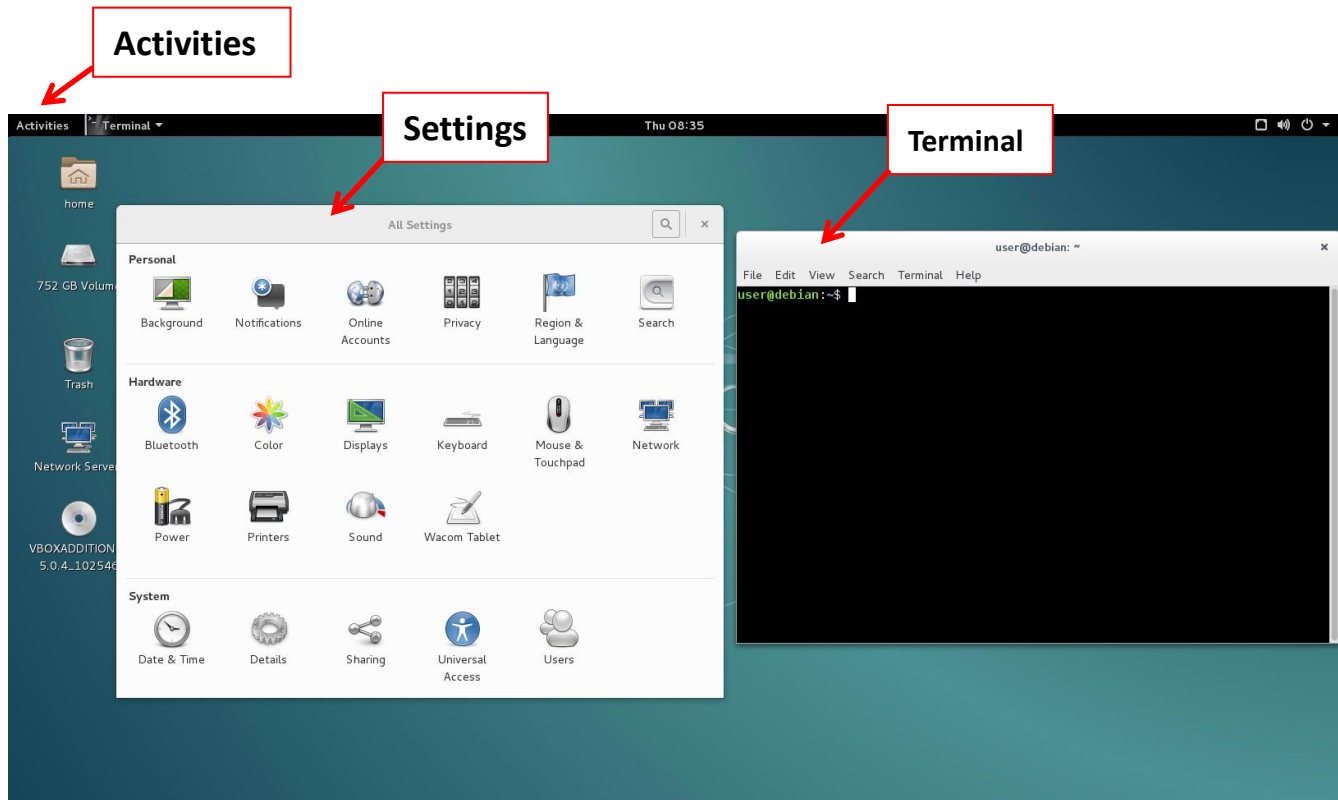 Activities
Settings
Terminal
Activities Terminal
Thu 08:35
home
752 GB Volum
Trash
Network Serve
VBOXADDITION
5.0.4_102546
All Settings
Personal
Background
Notifications
Online
Accounts
Privacy
Region &
Language
Search
Hardware
Bluetooth
Color
Displays
Keyboard
Mouse &
Touchpad
Network
Power
Printers
Sound
Wacom Tablet
System
Date & Time
Details
Sharing
Universal
Access
Users
user@debian: ~
File Edit View Search Terminal Help
user@debian:~$